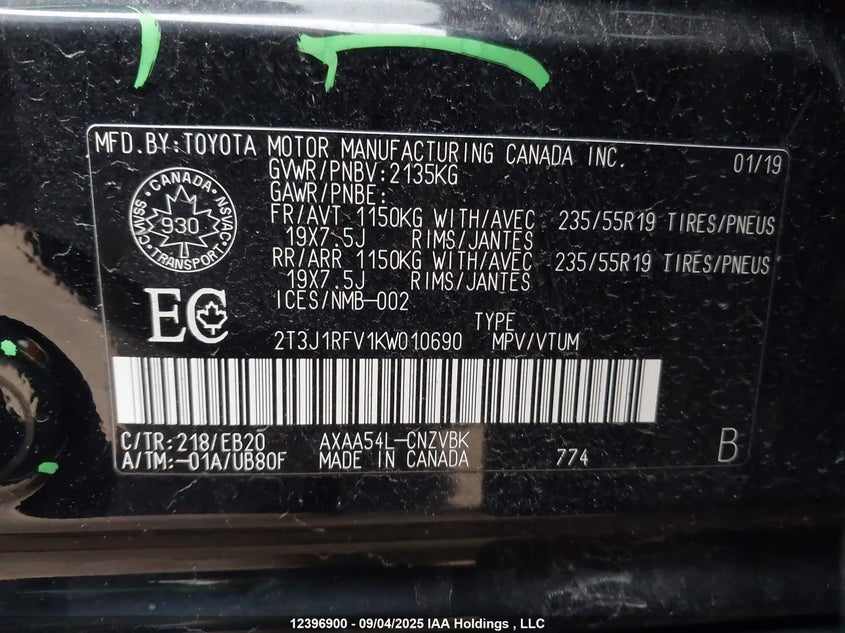 MFD.BY:TOYOTA MOTOR MANUFACTURING CANADA INC. 01/19
GVWR/PNBV:2135KG
GAWR/PNBE:
FR/AVT 1150KG WITH/AVEC 235/55R19 TIRES/PNEUS
19X7.5J RIMS/JANTES
RR/ARR 1150KG WITH/AVEC 235/55R19 TIRES/PNEUS
19X7.5J RIMS/JANTES
ICES/NMB-002
CANADA
CMVSS 930 NSVAC
TRANSPORT
EC
TYPE
2T3J1RFV1KW010690 MPV/VTUM
C/TR:218/EB20 AXAA54L-CNZVBK B
A/TM:-01A/UB80F MADE IN CANADA 774
12396900 - 09/04/2025 IAA Holdings , LLC